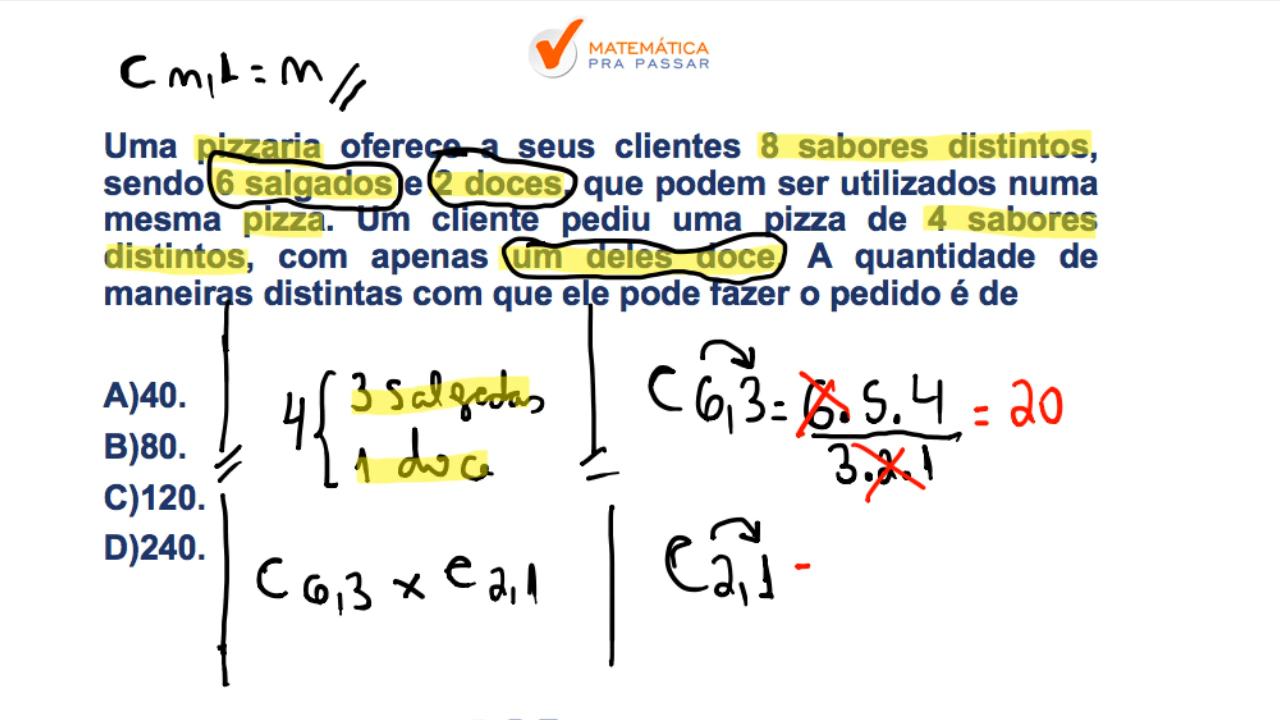 MATEMÁTICA
PRA PASSAR
C m,1 = m //
Uma pizzaria oferece a seus clientes 8 sabores distintos,
sendo 6 salgados e 2 doces, que podem ser utilizados numa
mesma pizza. Um cliente pediu uma pizza de 4 sabores
distintos, com apenas um deles doce. A quantidade de
maneiras distintas com que ele pode fazer o pedido é de
A)40.
B)80.
C)120.
D)240.
4 { 3 salgadas
1 doce
C 6,3 x C 2,1
C 6,3 = 6.5.4 = 20
3.2.1
C 2,1 =